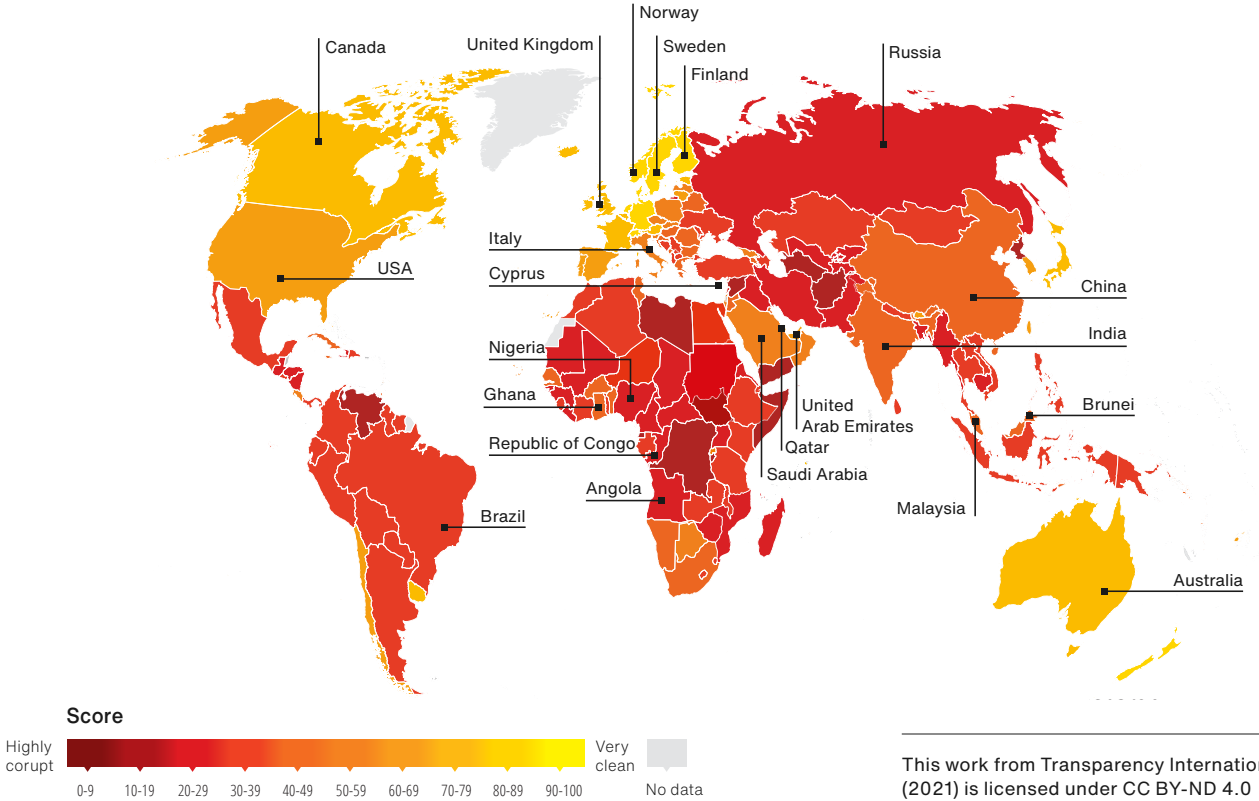 Norway
Canada
United Kingdom
Sweden
Russia
Finland
Italy
USA
Cyprus
China
Nigeria
India
Ghana
United
Arab Emirates
Brunei
Republic of Congo
Qatar
Saudi Arabia
Angola
Malaysia
Brazil
Australia
Score
Highly
corupt
Very
clean
0-9 10-19 20-29 30-39 40-49 50-59 60-69 70-79 80-89 90-100
No data
This work from Transparency Internation
(2021) is licensed under CC BY-ND 4.0